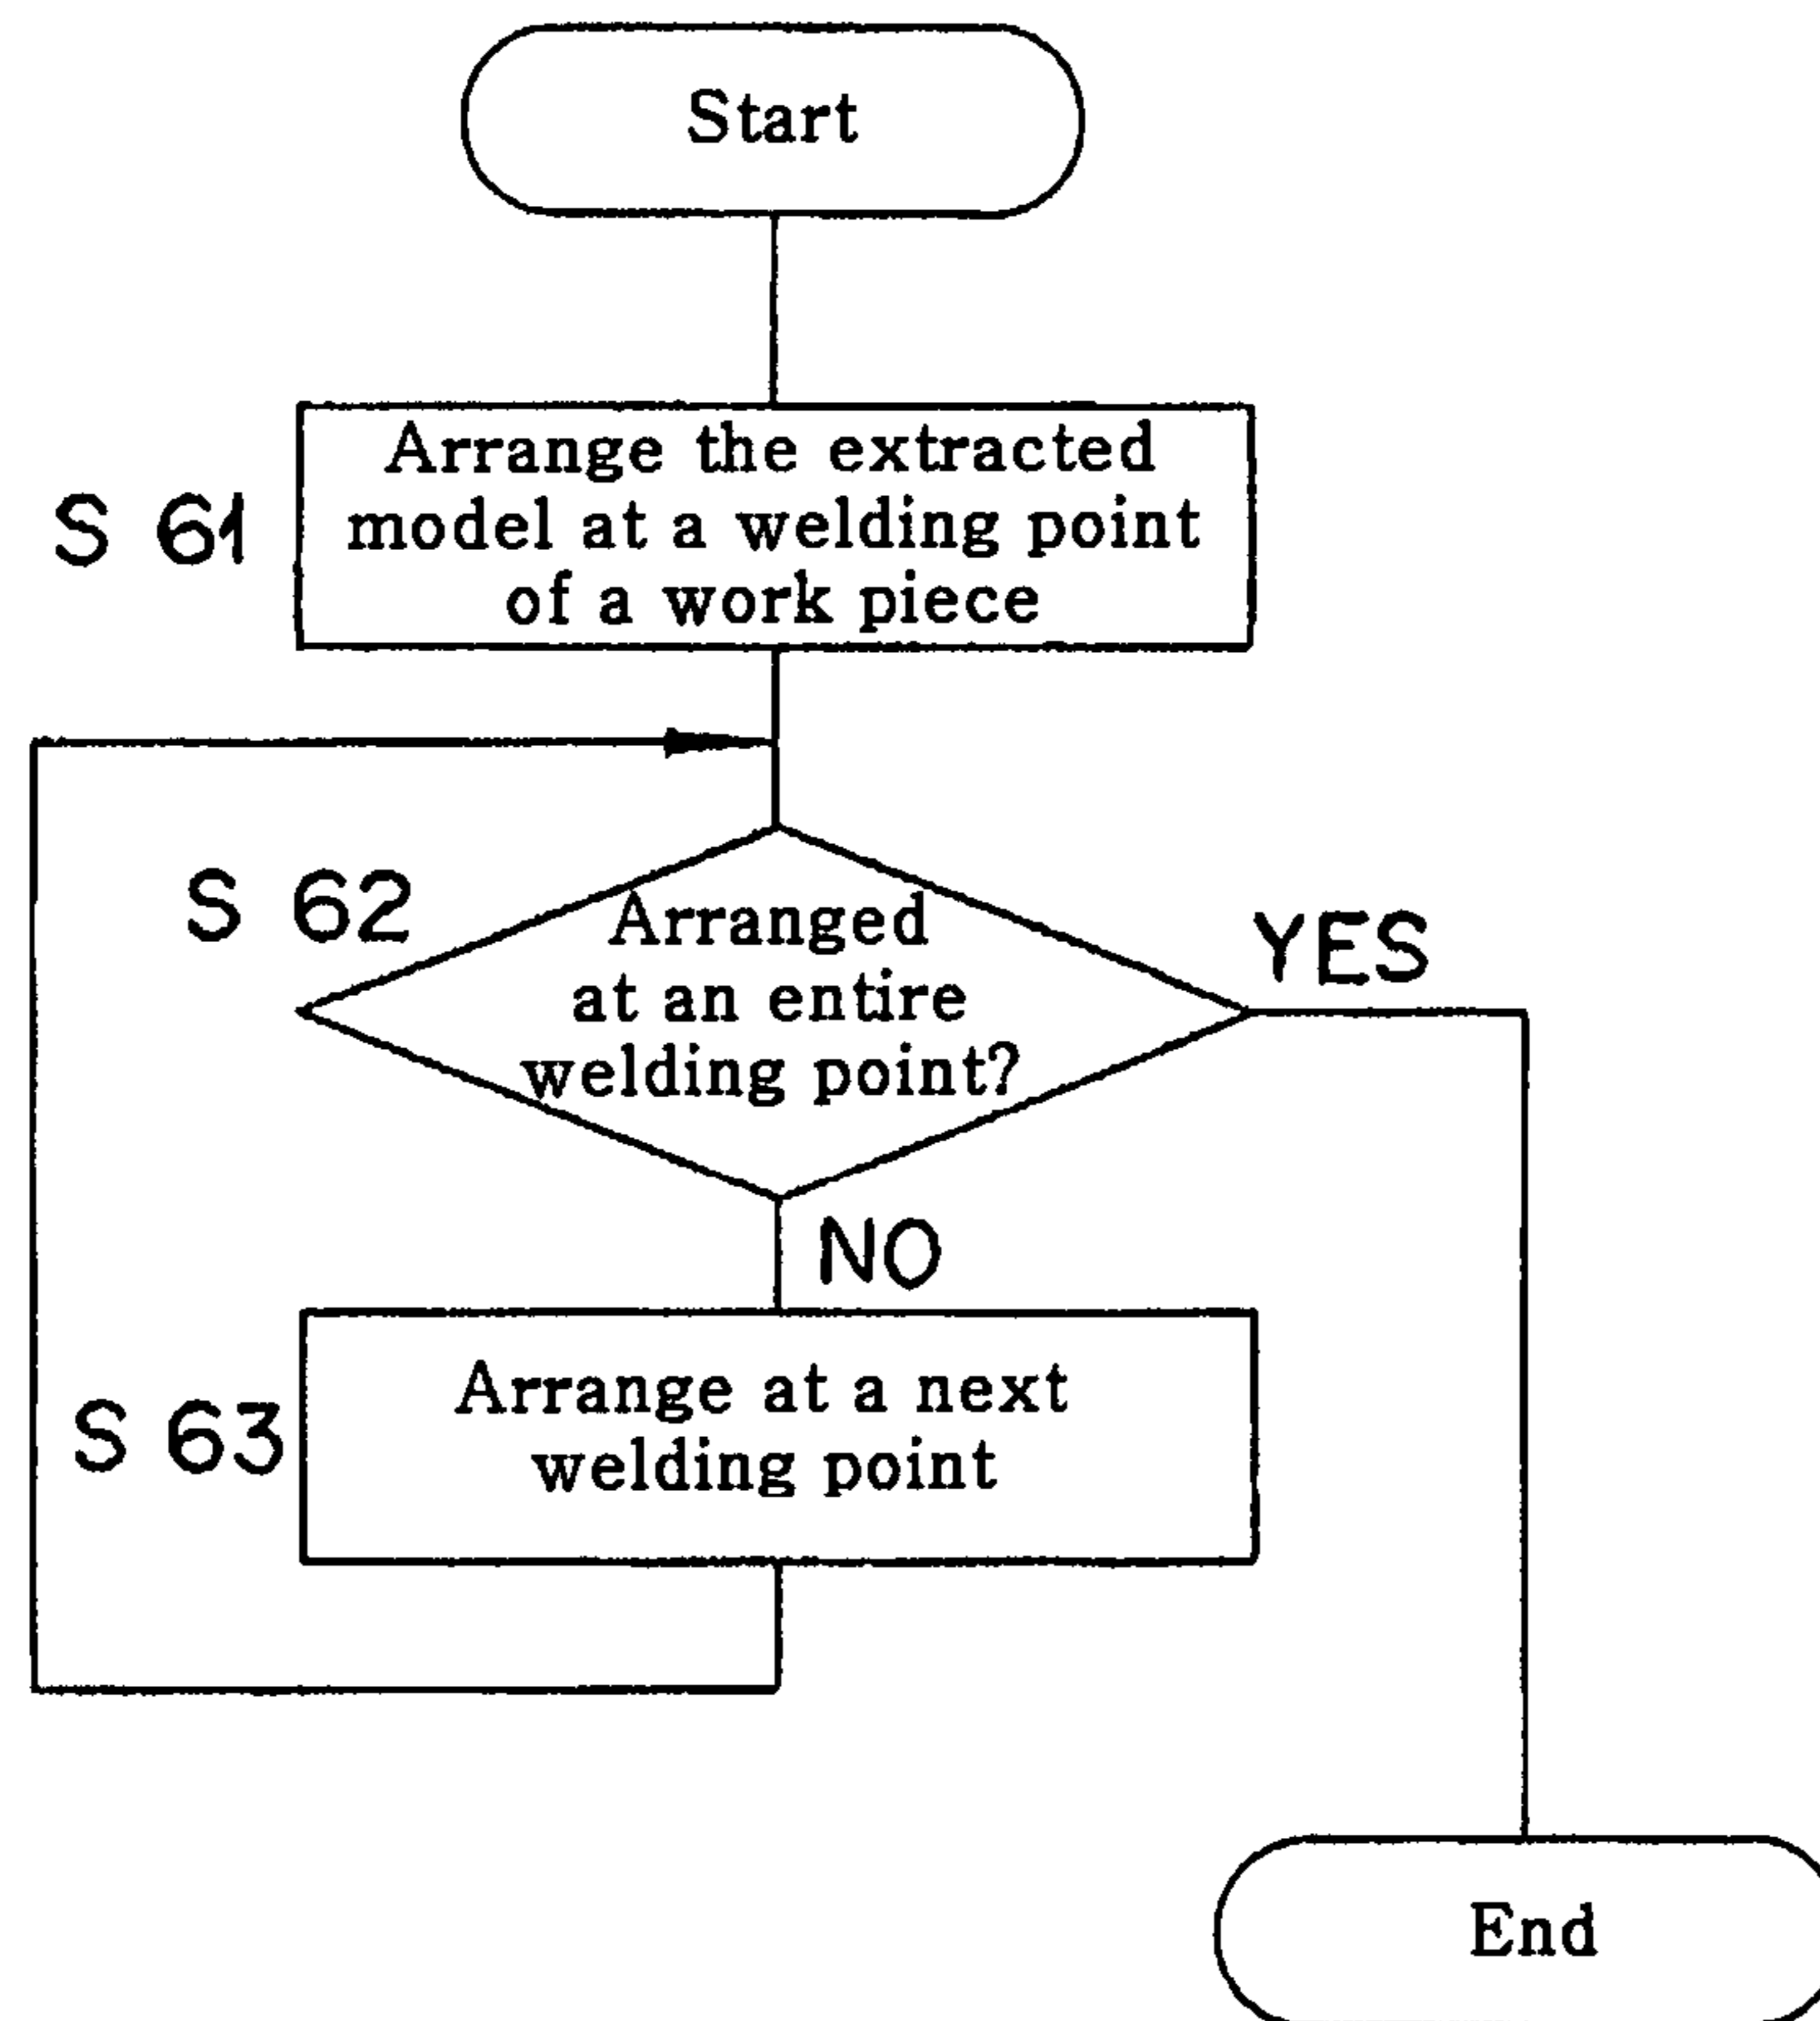 Start
S 61
Arrange the extracted
model at a welding point
of a work piece
S 62
Arranged
at an entire
welding point?
YES
NO
S 63
Arrange at a next
welding point
End